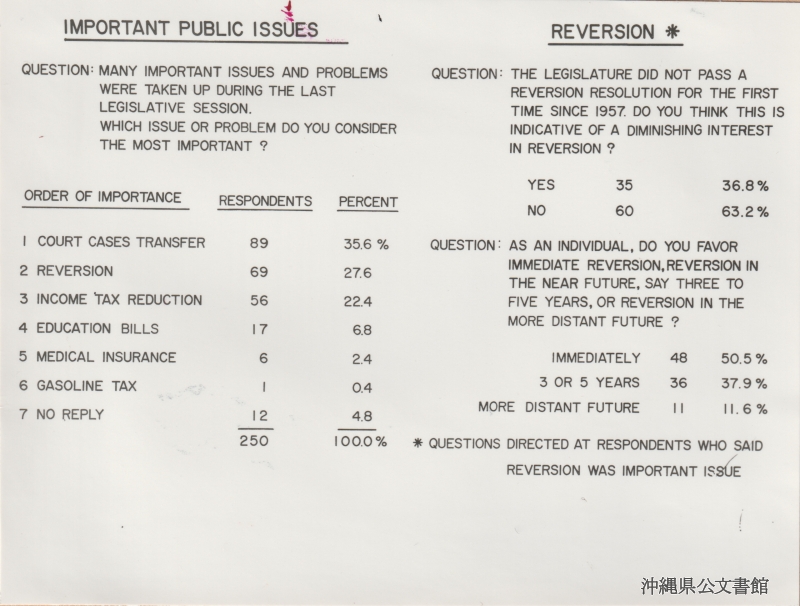 IMPORTANT PUBLIC ISSUES
QUESTION: MANY IMPORTANT ISSUES AND PROBLEMS
WERE TAKEN UP DURING THE LAST
LEGISLATIVE SESSION.
WHICH ISSUE OR PROBLEM DO YOU CONSIDER
THE MOST IMPORTANT ?
ORDER OF IMPORTANCE RESPONDENTS PERCENT
1 COURT CASES TRANSFER 89 35.6 %
2 REVERSION 69 27.6
3 INCOME TAX REDUCTION 56 22.4
4 EDUCATION BILLS 17 6.8
5 MEDICAL INSURANCE 6 2.4
6 GASOLINE TAX 1 0.4
7 NO REPLY 12 4.8
250 100.0 %
REVERSION *
QUESTION: THE LEGISLATURE DID NOT PASS A
REVERSION RESOLUTION FOR THE FIRST
TIME SINCE 1957. DO YOU THINK THIS IS
INDICATIVE OF A DIMINISHING INTEREST
IN REVERSION ?
YES 35 36.8 %
NO 60 63.2 %
QUESTION: AS AN INDIVIDUAL, DO YOU FAVOR
IMMEDIATE REVERSION, REVERSION IN
THE NEAR FUTURE, SAY THREE TO
FIVE YEARS, OR REVERSION IN THE
MORE DISTANT FUTURE ?
IMMEDIATELY 48 50.5 %
3 OR 5 YEARS 36 37.9 %
MORE DISTANT FUTURE 11 11.6 %
* QUESTIONS DIRECTED AT RESPONDENTS WHO SAID
REVERSION WAS IMPORTANT ISSUE
沖縄県公文書館